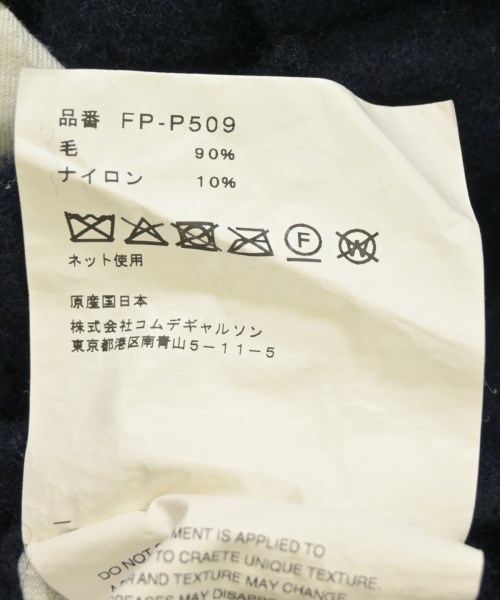 品番 FP-P509
毛 90%
ナイロン 10%
F W
ネット使用
原産国日本
株式会社コムデギャルソン
東京都港区南青山5-11-5
MENT IS APPLIED TO
DO NOT TO CRAETE UNIQUE TEXTURE.
AND TEXTURE MAY CHANGE
MAY DISAPPEAR